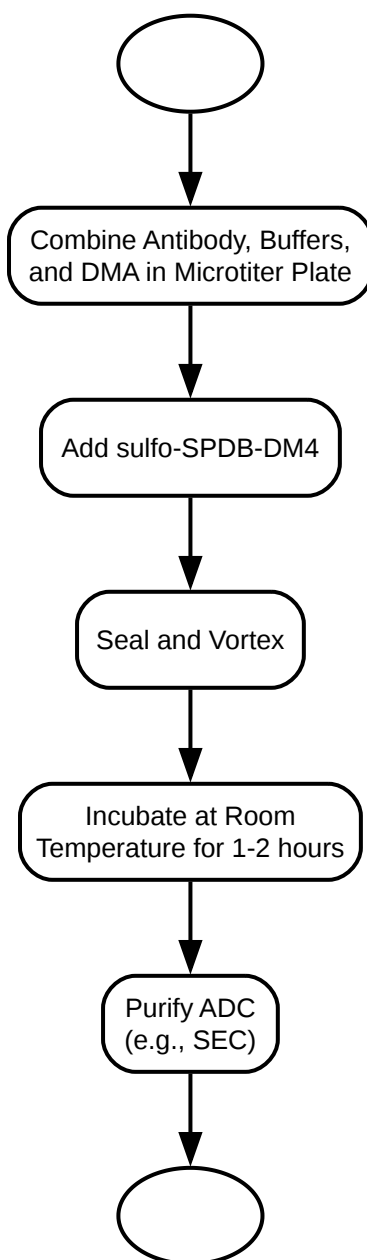 Combine Antibody, Buffers,
and DMA in Microtiter Plate
Add sulfo-SPDB-DM4
Seal and Vortex
Incubate at Room
Temperature for 1-2 hours
Purify ADC
(e.g., SEC)